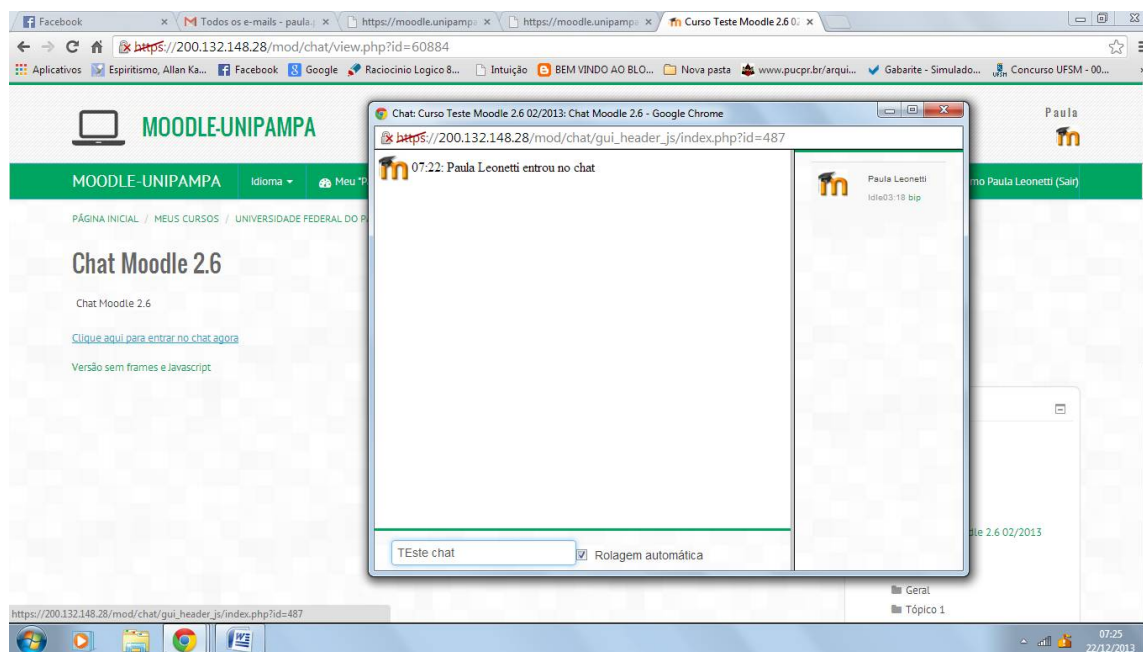 Facebook
Todos os e-mails - paula.
https://moodle.unipampa
https://moodle.unipampa
Curso Teste Moodle 2.6 02
https://200.132.148.28/mod/chat/view.php?id=60884
Aplicativos Espiritismo, Allan Ka... Facebook Google Raciocinio Logico 8... Intuição BEM VINDO AO BLO... Nova pasta www.pucpr.br/arqui... Gabarite - Simulado... Concurso UFSM - 00...
MOODLE-UNIPAMPA
Paula
MOODLE-UNIPAMPA Idioma Meu "P
mo Paula Leonetti (Sair)
PÁGINA INICIAL / MEUS CURSOS / UNIVERSIDADE FEDERAL DO P
Chat Moodle 2.6
Chat Moodle 2.6
Clique aqui para entrar no chat agora
Versão sem frames e Javascript
Chat: Curso Teste Moodle 2.6 02/2013: Chat Moodle 2.6 - Google Chrome
https://200.132.148.28/mod/chat/gui_header_js/index.php?id=487
07:22: Paula Leonetti entrou no chat
Paula Leonetti
Idle03:18 bip
TEste chat
Rolagem automática
dle 2.6 02/2013
Geral
Tópico 1
https://200.132.148.28/mod/chat/gui_header_js/index.php?id=487
07:25
22/12/2013